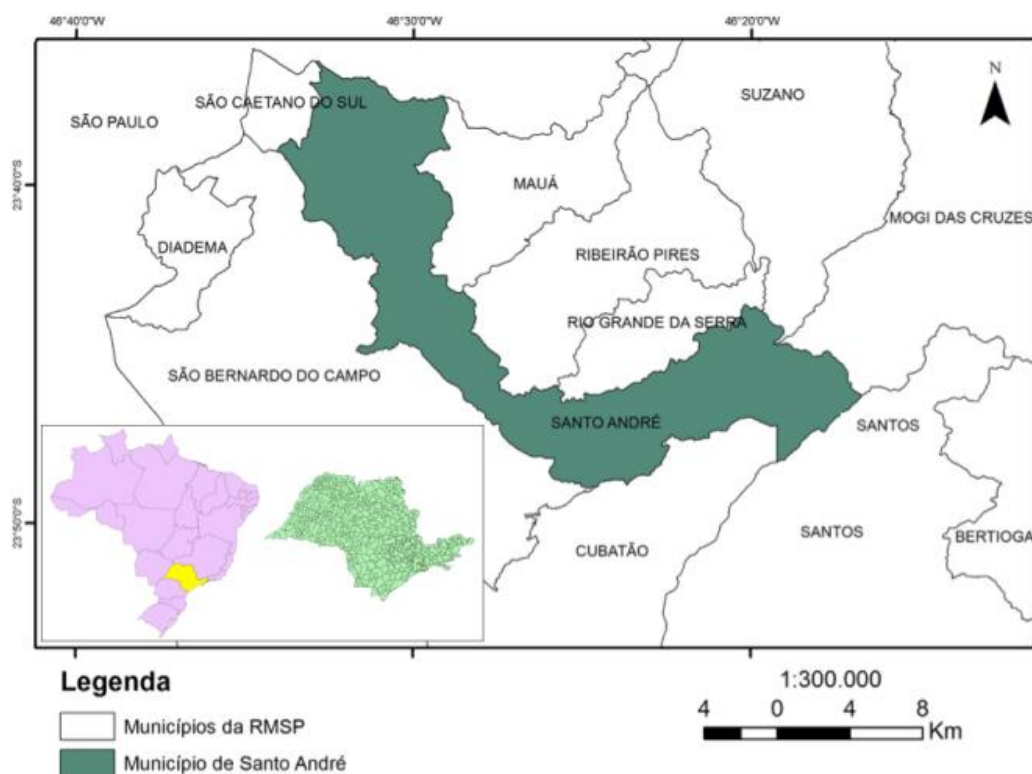 46°40'0"W
46°30'0"W
46°20'0"W
N
SUZANO
SÃO CAETANO DO SUL
SÃO PAULO
23°40'0"S
MAUÁ
MOGI DAS CRUZES
DIADEMA
RIBEIRÃO PIRES
RIO GRANDE DA SERRA
SÃO BERNARDO DO CAMPO
SANTO ANDRÉ
SANTOS
23°50'0"S
CUBATÃO
SANTOS
BERTIOGA
Legenda
Municípios da RMSP
Município de Santo André
1:300.000
4 0 4 8
Km